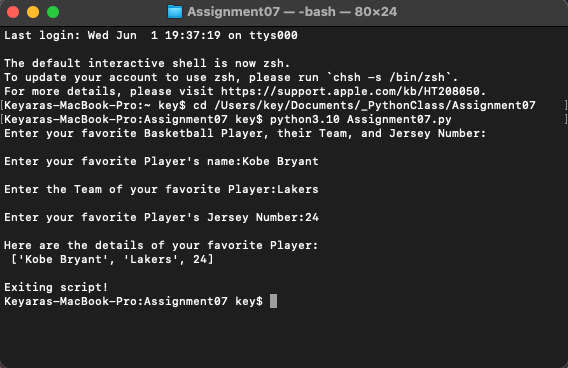 Assignment07 — -bash — 80×24
Last login: Wed Jun  1 19:37:19 on ttys000
The default interactive shell is now zsh.
To update your account to use zsh, please run `chsh -s /bin/zsh`.
For more details, please visit https://support.apple.com/kb/HT208050.
[Keyaras-MacBook-Pro:~ key$ cd /Users/key/Documents/_PythonClass/Assignment07 ]
[Keyaras-MacBook-Pro:Assignment07 key$ python3.10 Assignment07.py ]
Enter your favorite Basketball Player, their Team, and Jersey Number:
Enter your favorite Player's name:Kobe Bryant
Enter the Team of your favorite Player:Lakers
Enter your favorite Player's Jersey Number:24
Here are the details of your favorite Player:
 ['Kobe Bryant', 'Lakers', 24]
Exiting script!
Keyaras-MacBook-Pro:Assignment07 key$